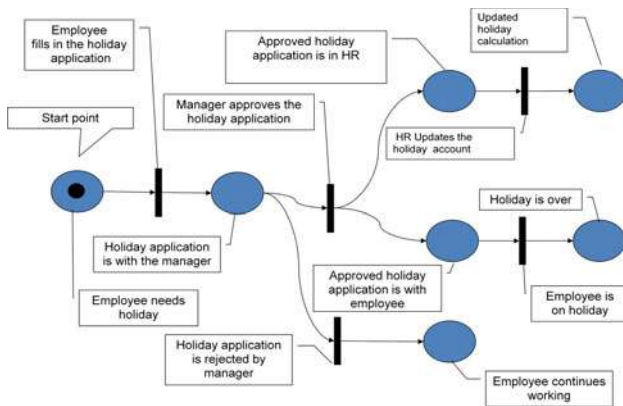 Employee
fills in the holiday
application
Approved holiday
application is in HR
Updated
holiday
calculation
Start point
Manager approves the
holiday application
HR Updates the
holiday account
Holiday application
is with the manager
Holiday is over
Approved holiday
application is with
employee
Employee is
on holiday
Employee needs
holiday
Holiday application
is rejected by
manager
Employee continues
working